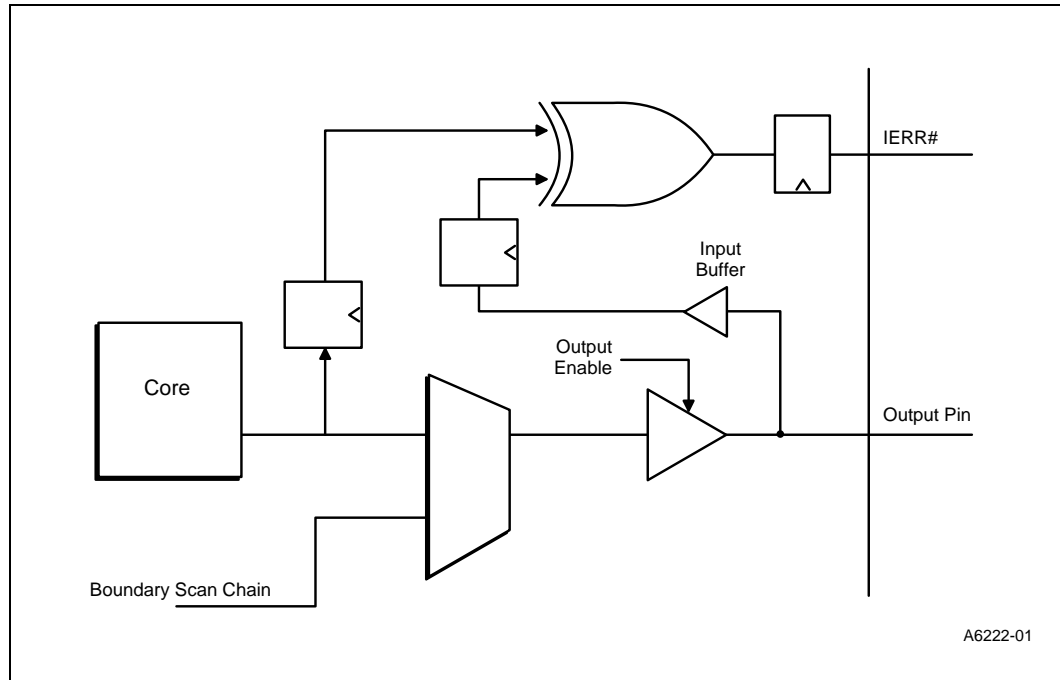 IERR#
Input
Buffer
Output
Enable
Core
Output Pin
Boundary Scan Chain
A6222-01